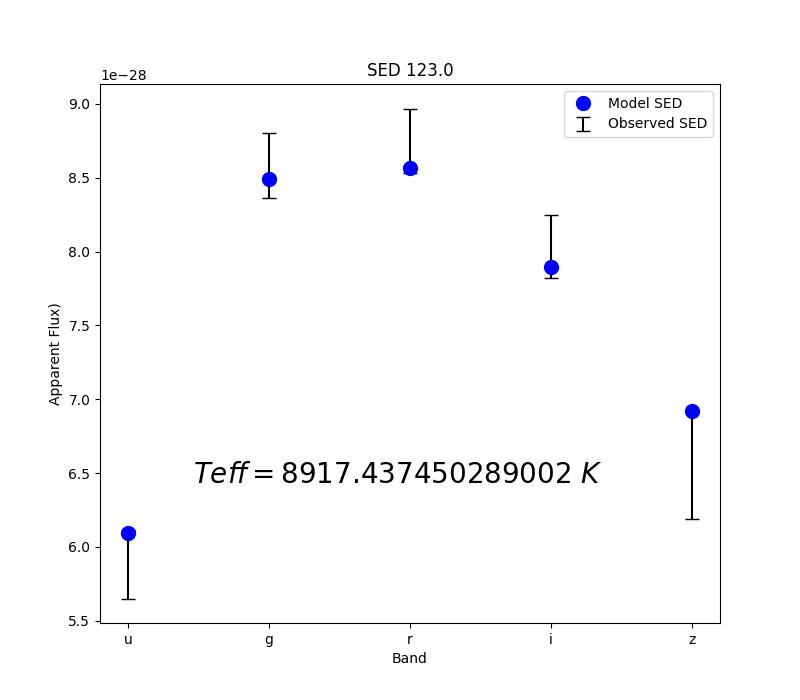 SED 123.0
1e−28
Model SED
Observed SED
9.0
8.5
8.0
7.5
7.0
6.5
6.0
5.5
Apparent Flux)
Teff = 8917.437450289002 K
u g r i z
Band